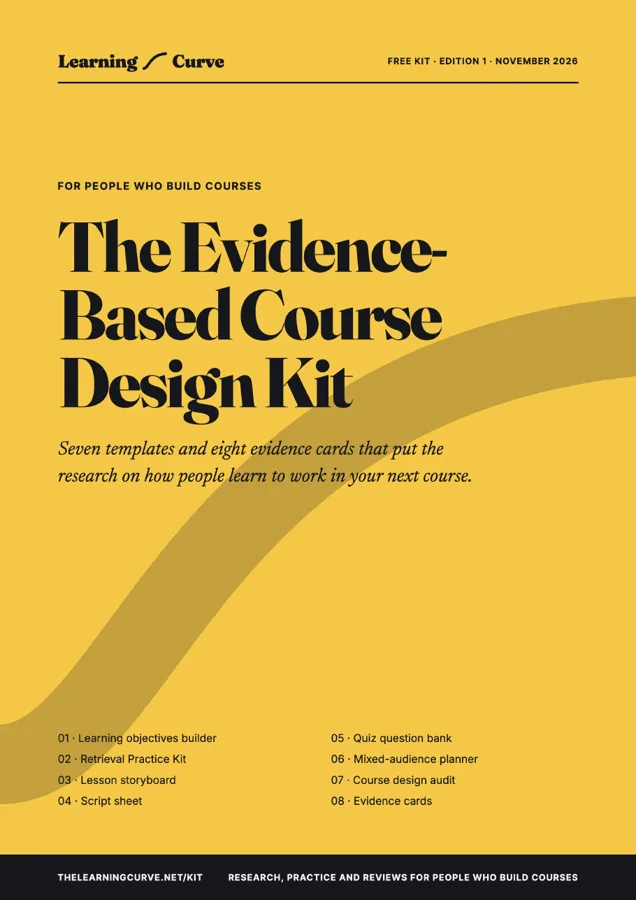 Learning Curve
FREE KIT · EDITION 1 · NOVEMBER 2026
FOR PEOPLE WHO BUILD COURSES
The Evidence-
Based Course
Design Kit
Seven templates and eight evidence cards that put the
research on how people learn to work in your next course.
01 · Learning objectives builder
02 · Retrieval Practice Kit
03 · Lesson storyboard
04 · Script sheet
05 · Quiz question bank
06 · Mixed-audience planner
07 · Course design audit
08 · Evidence cards
THELEARNINGCURVE.NET/KIT
RESEARCH, PRACTICE AND REVIEWS FOR PEOPLE WHO BUILD COURSES